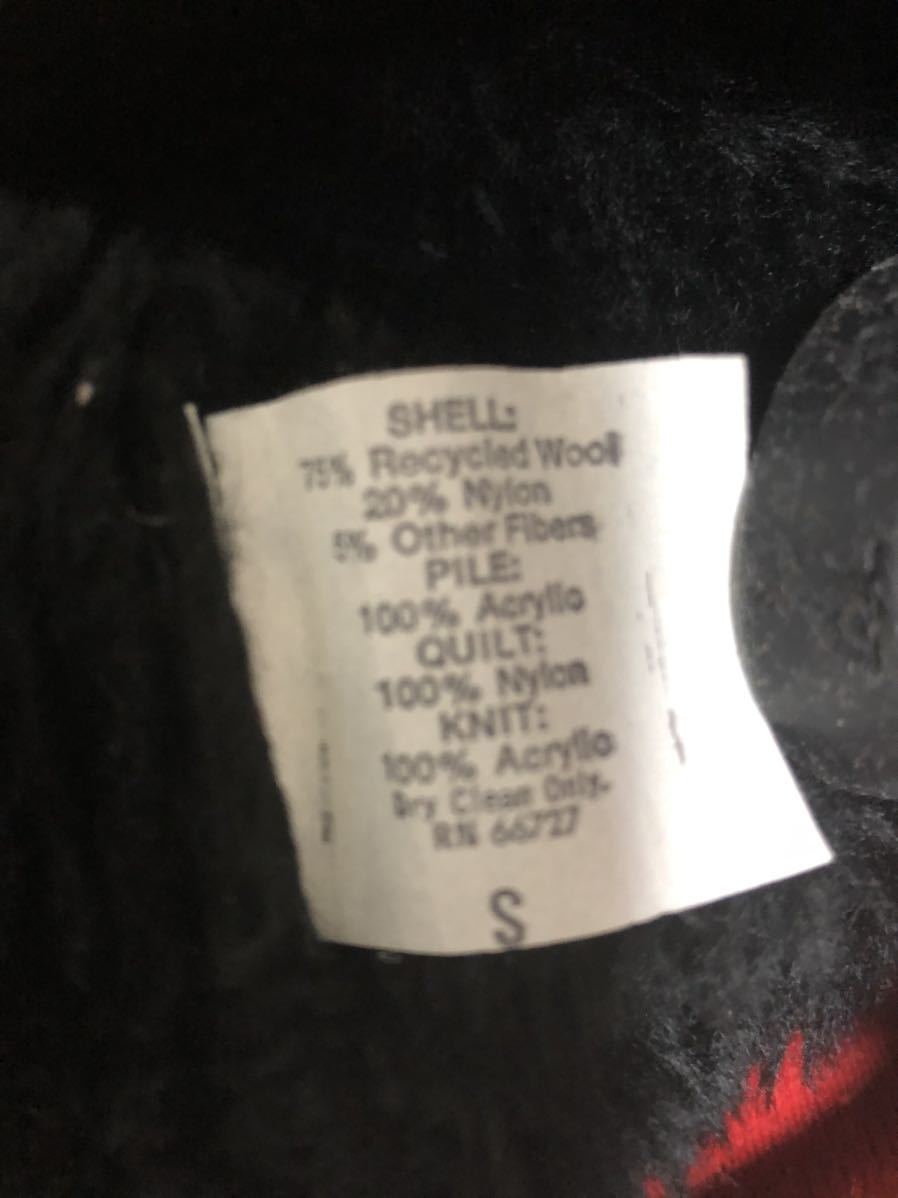 SHELL:
75% Recycled Wool
20% Nylon
5% Other Fibers
PILE:
100% Acrylic
QUILT:
100% Nylon
KNIT:
100% Acrylic
Dry Clean Only.
RN 66727
S